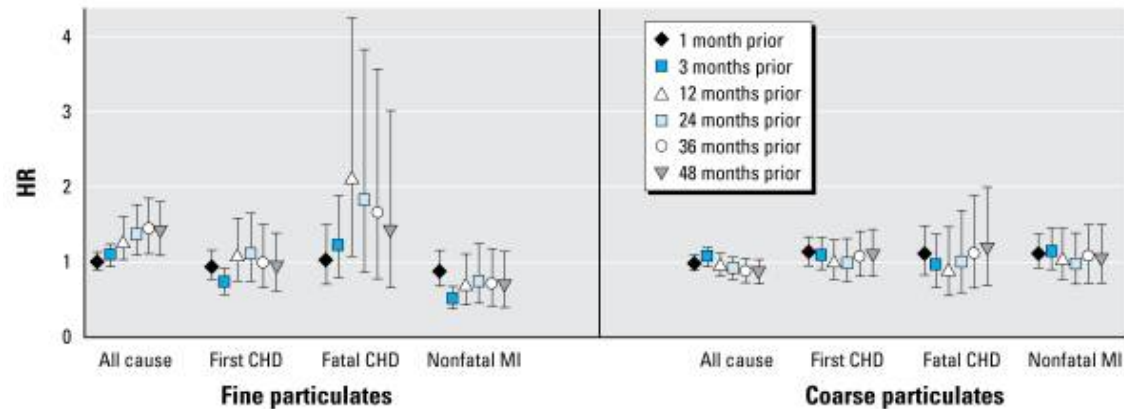 4
3
2
1
0
HR
1 month prior
3 months prior
12 months prior
24 months prior
36 months prior
48 months prior
All cause First CHD Fatal CHD Nonfatal MI All cause First CHD Fatal CHD Nonfatal MI
Fine particulates Coarse particulates